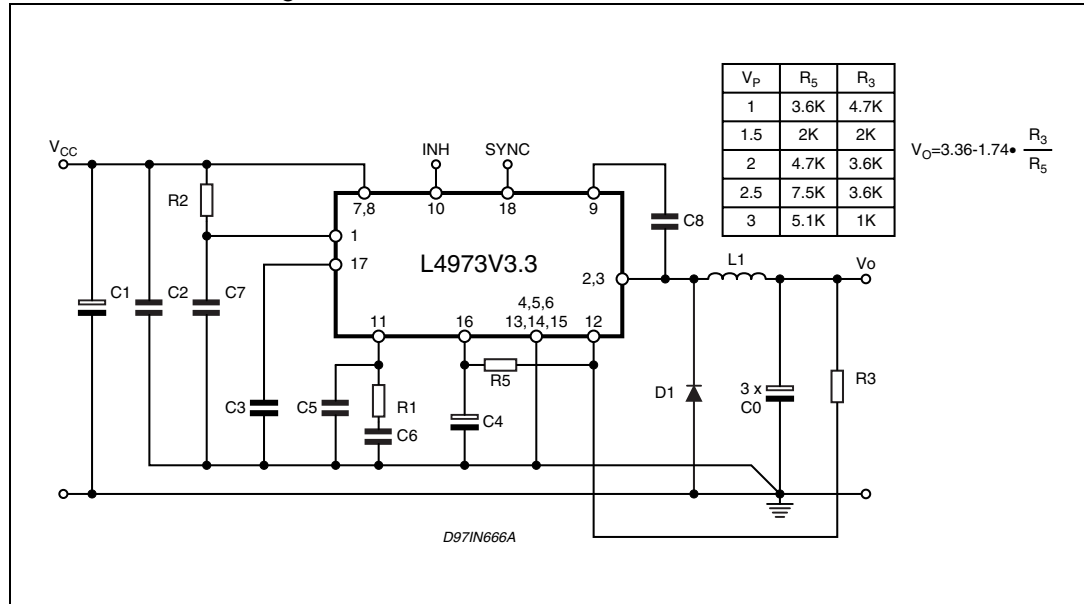 V_P R_5 R_3
1 3.6K 4.7K
1.5 2K 2K
2 4.7K 3.6K
2.5 7.5K 3.6K
3 5.1K 1K
V_O=3.36-1.74• R_3/R_5
V_CC
INH SYNC
7,8 10 18 9
R2
C8
1
17
L4973V3.3
2,3
L1
Vo
C1 C2 C7
4,5,6
11 16 13,14,15 12
R5
C3 C5 R1 C4 D1 3 x R3
C6 C0
D97IN666A